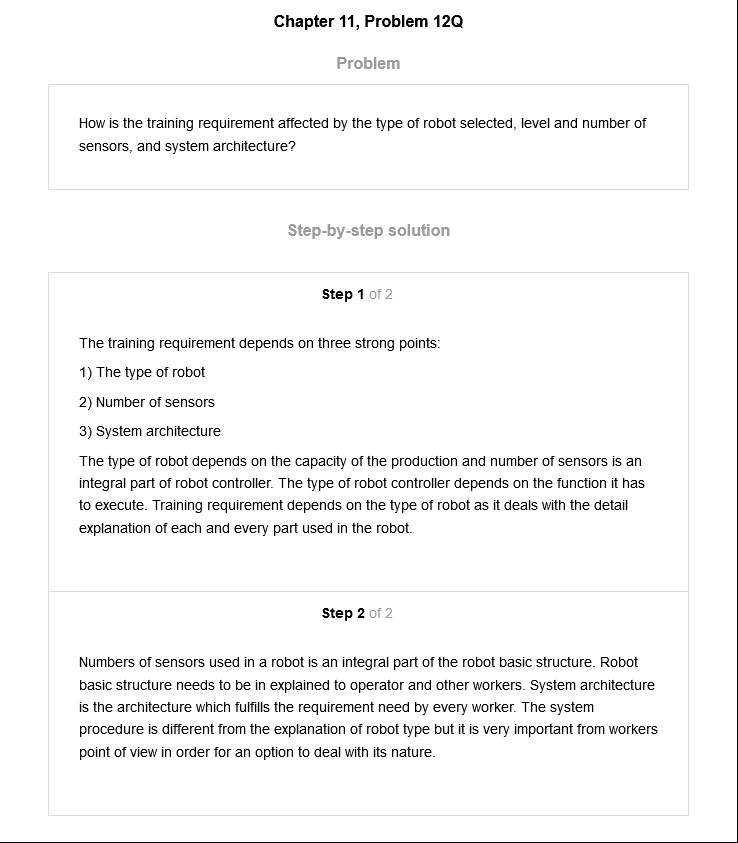 Chapter 11, Problem 12Q
Problem
How is the training requirement affected by the type of robot selected, level and number of
sensors, and system architecture?
Step-by-step solution
Step 1 of 2
The training requirement depends on three strong points:
1) The type of robot
2) Number of sensors
3) System architecture
The type of robot depends on the capacity of the production and number of sensors is an
integral part of robot controller. The type of robot controller depends on the function it has
to execute. Training requirement depends on the type of robot as it deals with the detail
explanation of each and every part used in the robot.
Step 2 of 2
Numbers of sensors used in a robot is an integral part of the robot basic structure. Robot
basic structure needs to be in explained to operator and other workers. System architecture
is the architecture which fulfills the requirement need by every worker. The system
procedure is different from the explanation of robot type but it is very important from workers
point of view in order for an option to deal with its nature.